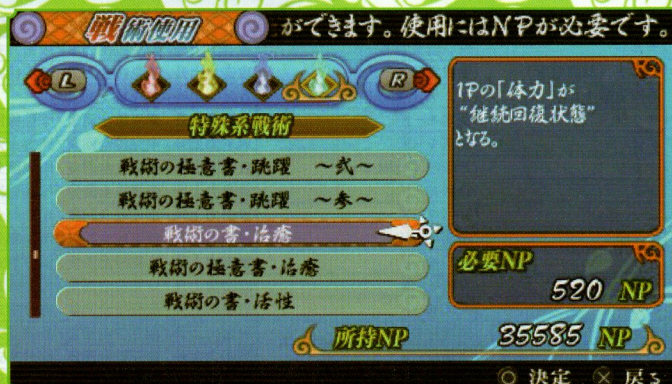 戦術使用
ができます。使用にはNPが必要です。
L
R
特殊系戦術
戦術の極意書・跳躍 ～弐～
戦術の極意書・跳躍 ～参～
戦術の書・治癒
戦術の極意書・治癒
戦術の書・活性
1Pの「体力」が
"継続回復状態"
となる。
必要NP
520 NP
所持NP
35585 NP
○ 決定 × 戻る